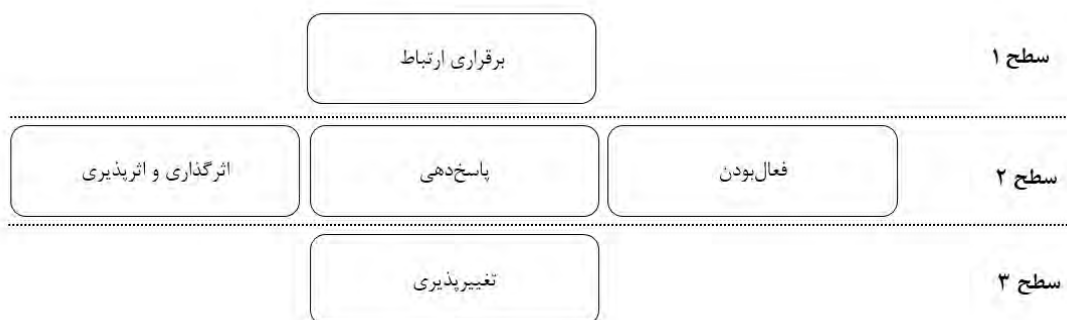 سطح ۱
برقراری ارتباط
سطح ۲
فعال‌بودن
پاسخ‌دهی
اثرگذاری و اثرپذیری
سطح ۳
تغییرپذیری